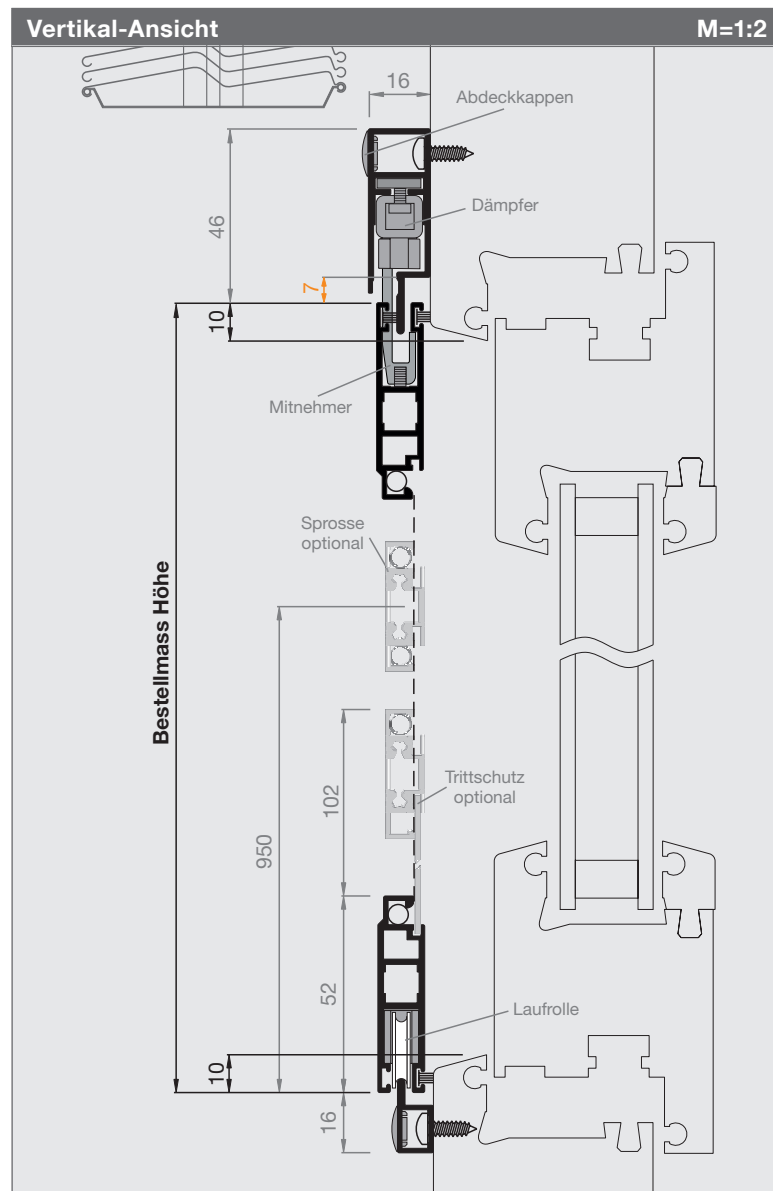 Vertikal-Ansicht M=1:2
16
Abdeckkappen
46
Dämpfer
7
10
Mitnehmer
Sprosse
optional
Bestellmass Höhe
950
102
Trittschutz
optional
52
Laufrolle
10
16